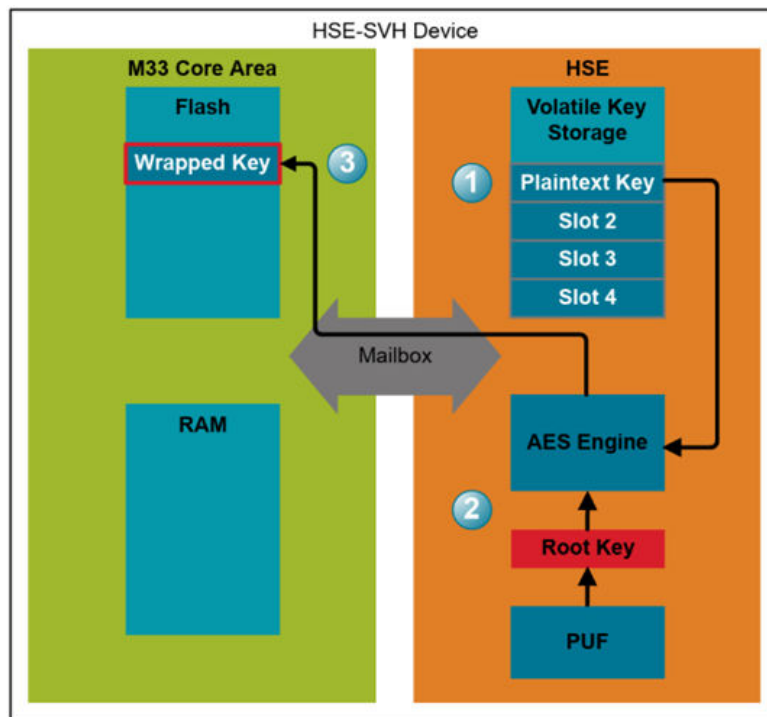 HSE-SVH Device
M33 Core Area
Flash
Wrapped Key
3
Mailbox
RAM
HSE
Volatile Key
Storage
1
Plaintext Key
Slot 2
Slot 3
Slot 4
AES Engine
2
Root Key
PUF